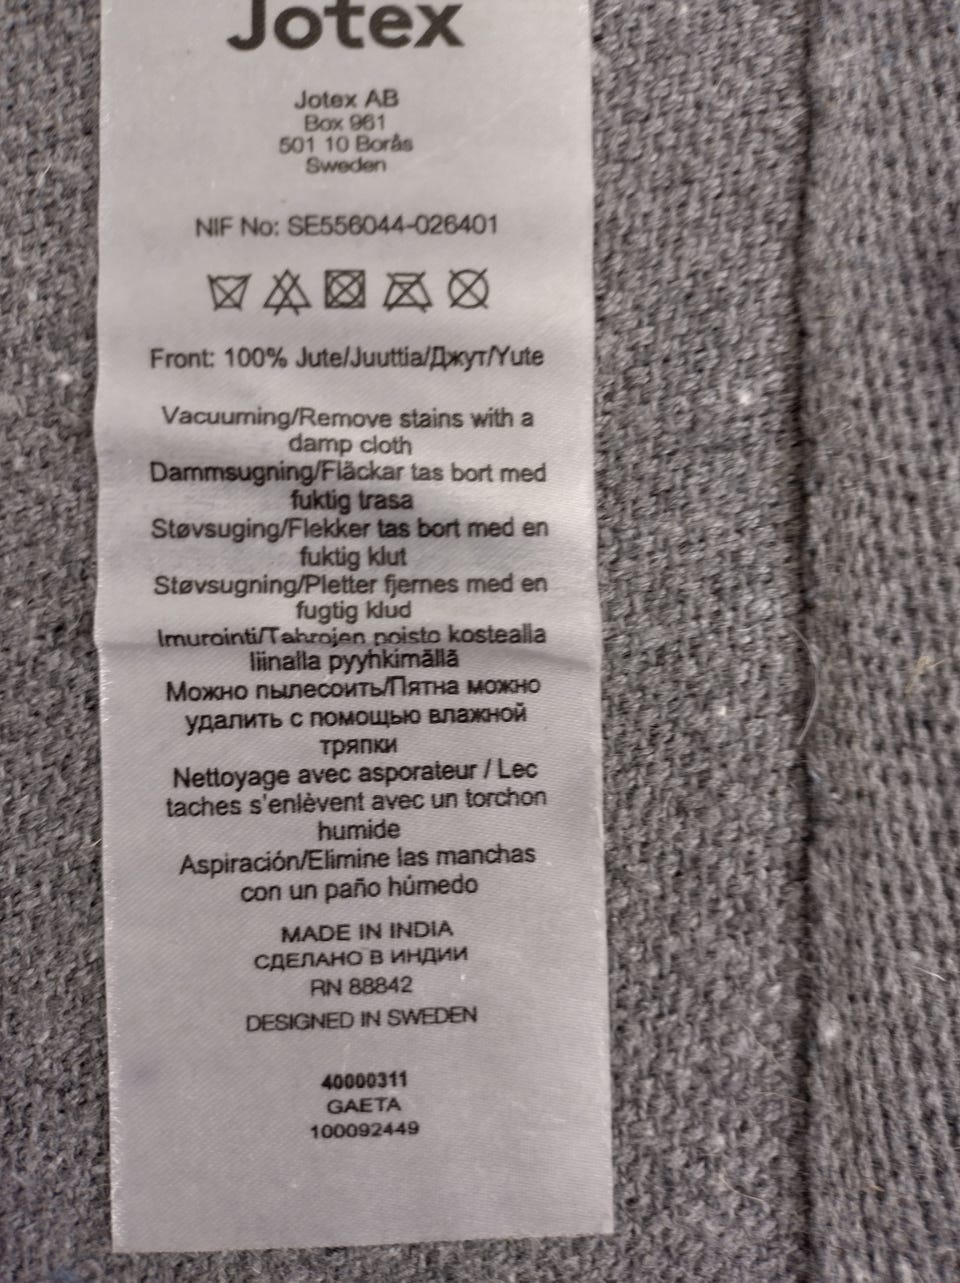 Jotex
Jotex AB
Box 961
501 10 Borås
Sweden
NIF No: SE556044-026401
Front: 100% Jute/Juuttia/Джут/Yute
Vacuuming/Remove stains with a
damp cloth
Dammsugning/Fläckar tas bort med
fuktig trasa
Støvsuging/Flekker tas bort med en
fuktig klut
Støvsugning/Pletter fjernes med en
fugtig klud
Imurointi/Tahrojen poisto kostealla
liinalla pyyhkimällä
Можно пылесоить/Пятна можно
удалить с помощью влажной
тряпки
Nettoyage avec asporateur / Lec
taches s'enlèvent avec un torchon
humide
Aspiración/Elimine las manchas
con un paño húmedo
MADE IN INDIA
СДЕЛАНО В ИНДИИ
RN 88842
DESIGNED IN SWEDEN
40000311
GAETA
100092449